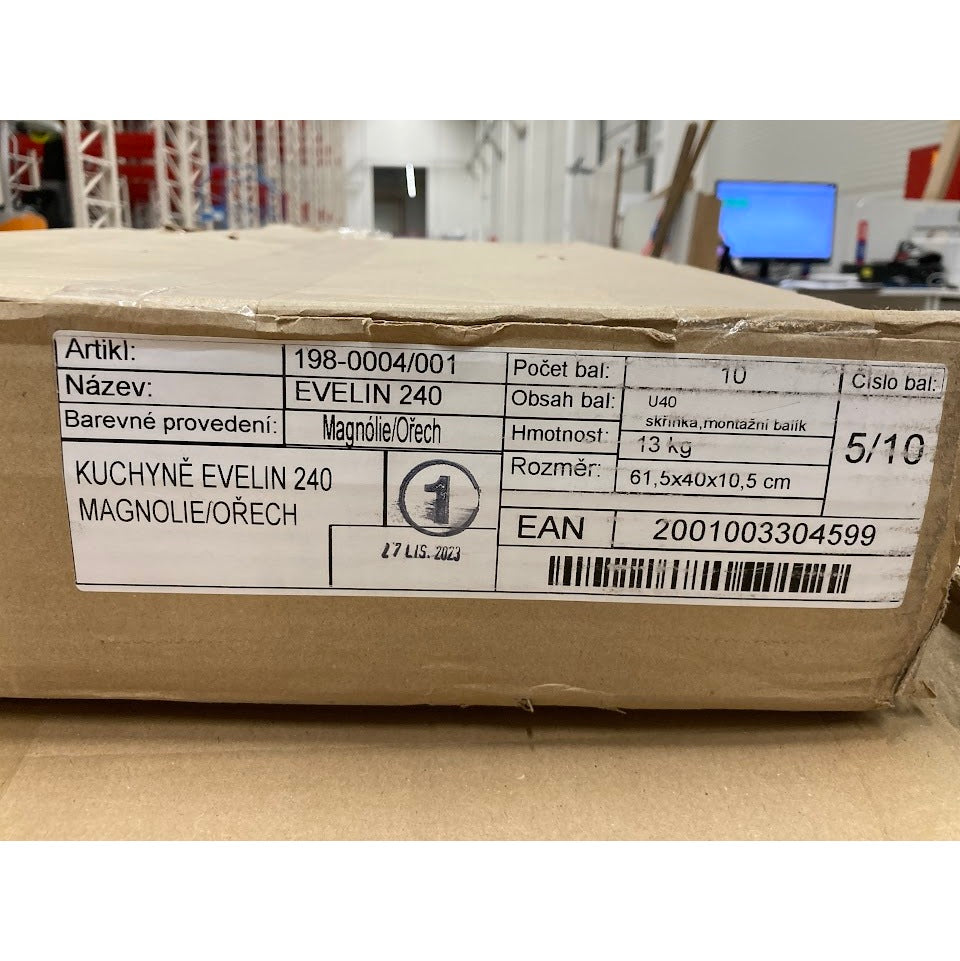 Artikl: 198-0004/001
Název: EVELIN 240
Barevné provedení: Magnólie/Ořech
KUCHYNĚ EVELIN 240
MAGNOLIE/OŘECH
1
27 LIS. 2023
Počet bal: 10
Obsah bal: U40
skříňka,montažní balík
Hmotnost: 13 kg
Rozměr: 61,5x40x10,5 cm
Číslo bal:
5/10
EAN 2001003304599